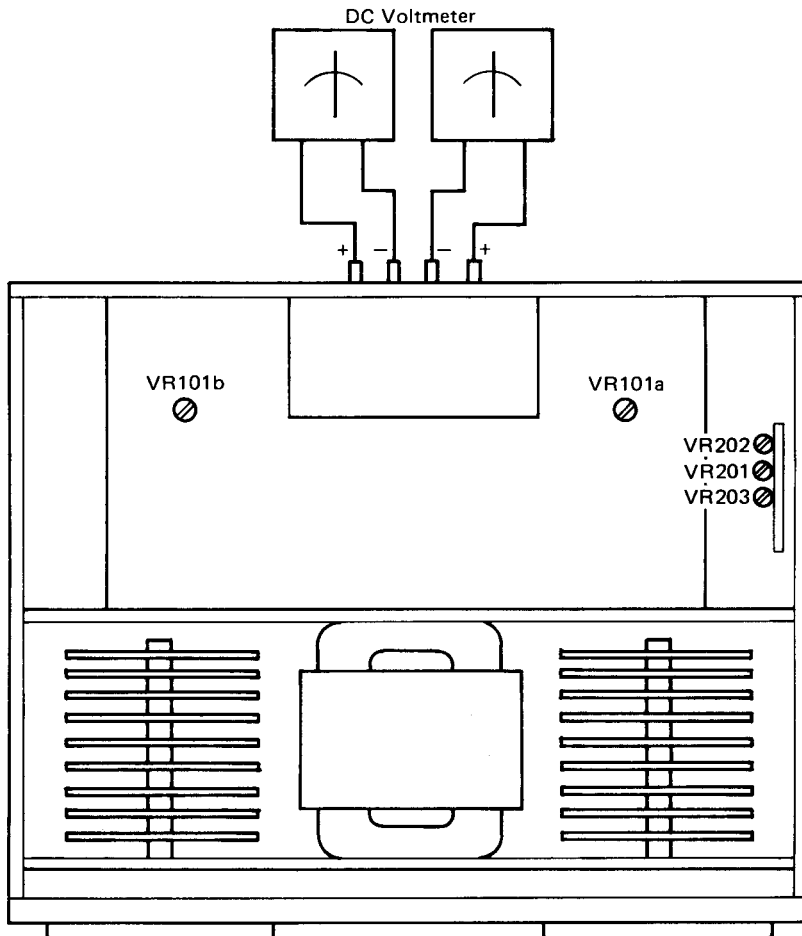 DC Voltmeter
+ − − +
VR101b
VR101a
VR202
VR201
VR203